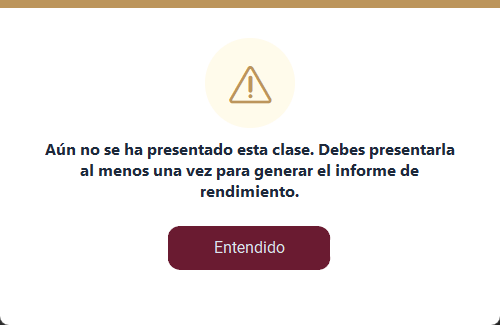 Aún no se ha presentado esta clase. Debes presentarla
al menos una vez para generar el informe de
rendimiento.
Entendido